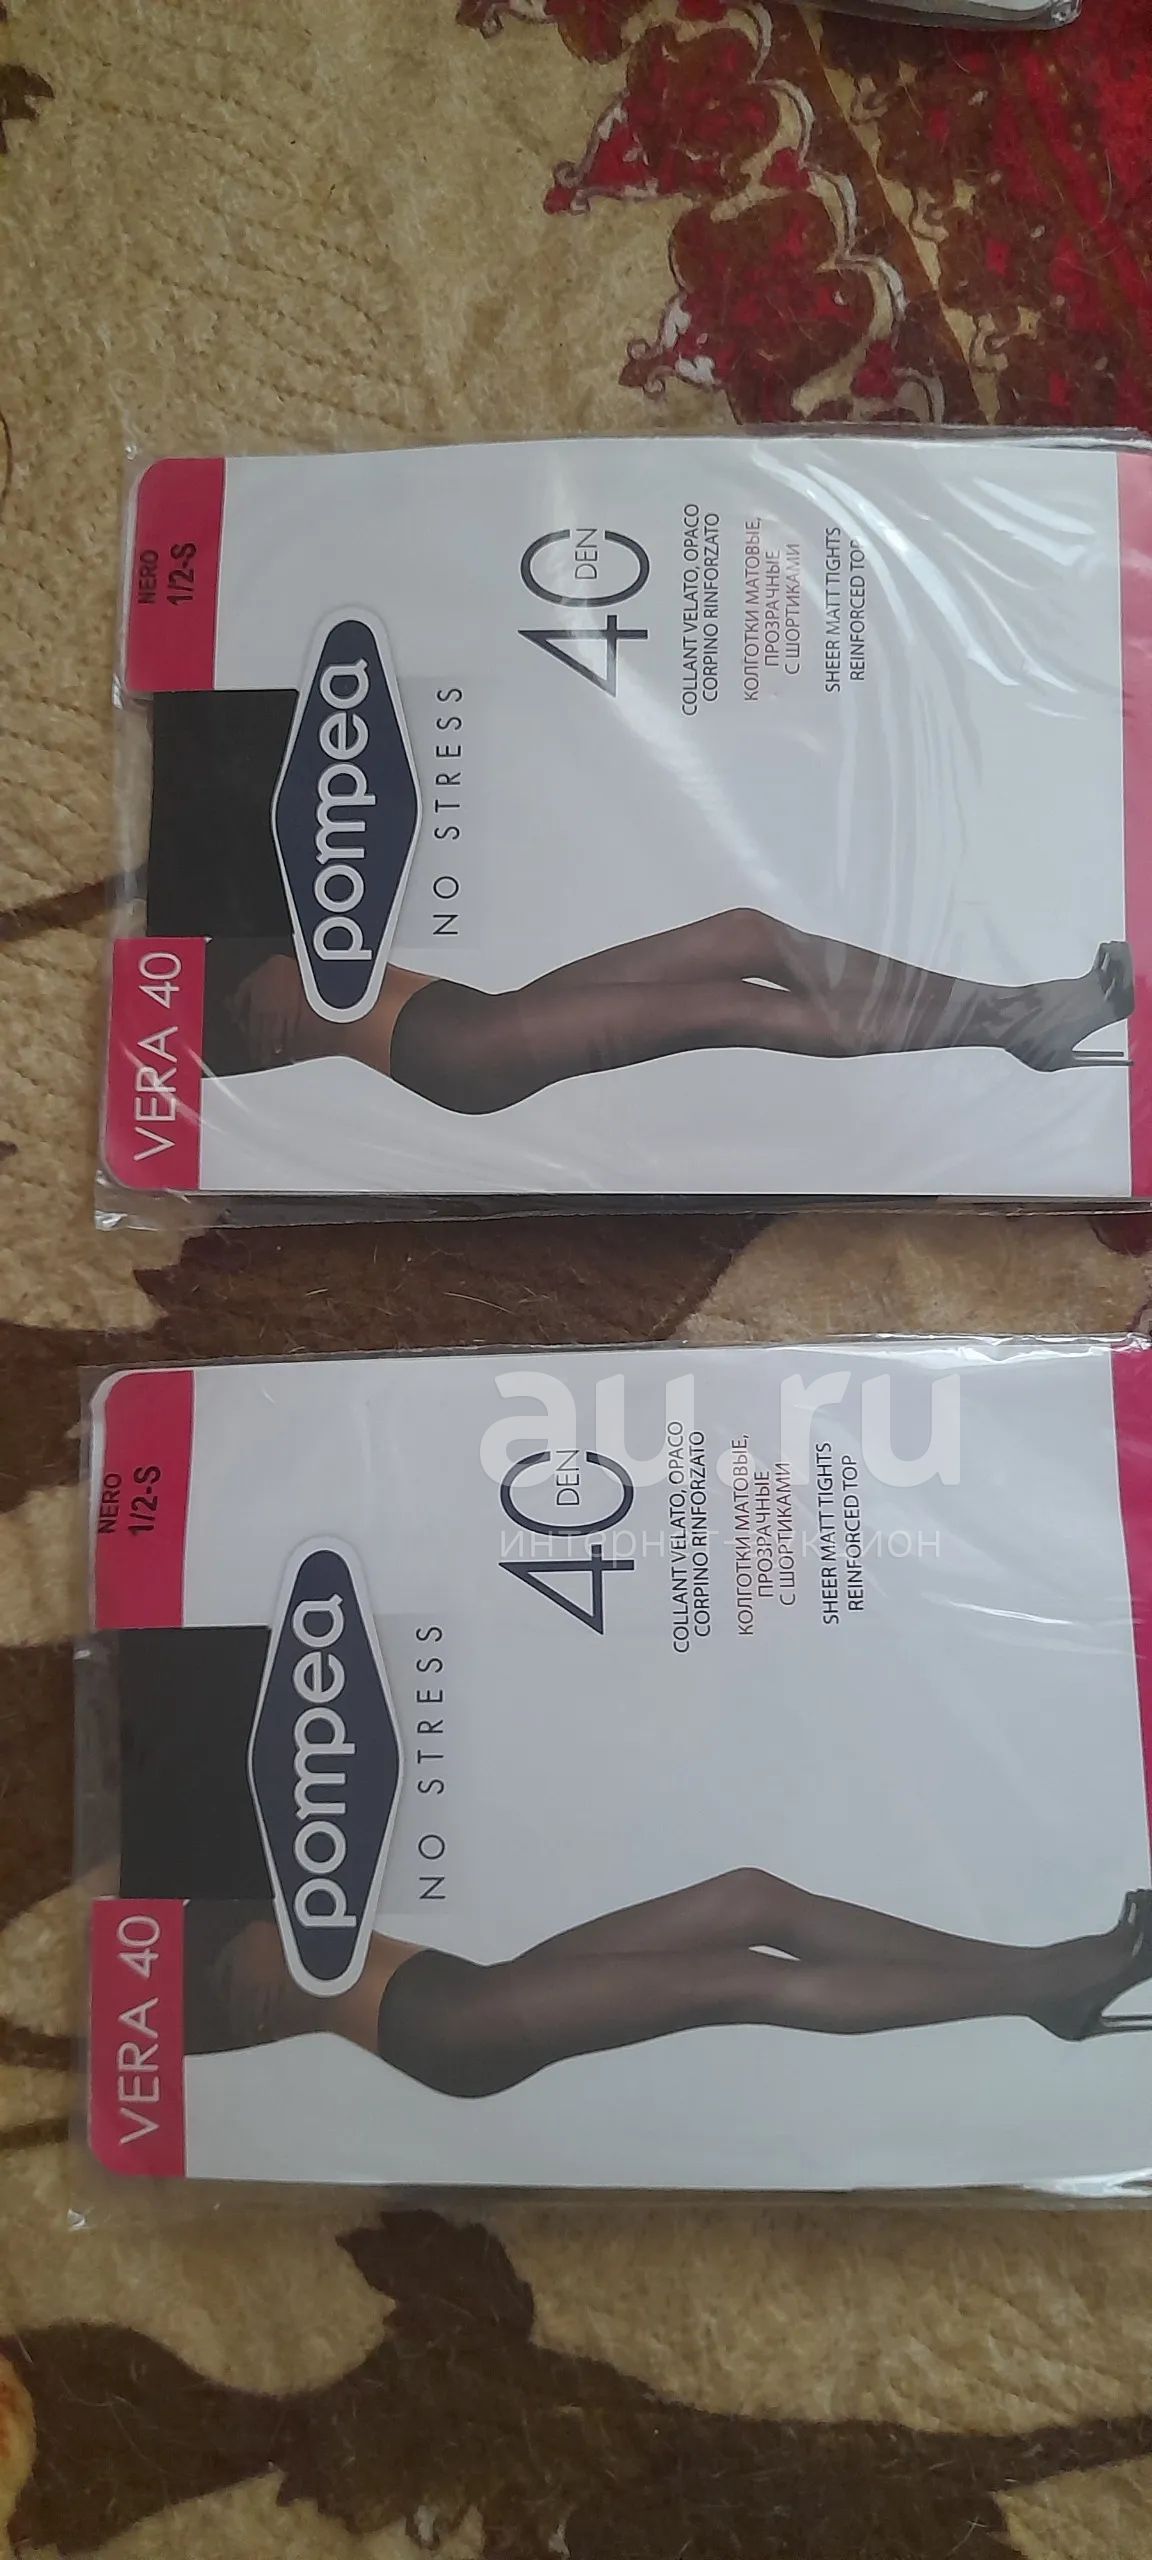 NERO
1/2-S
VERA 40
pompea
NO STRESS
40
DEN
COLLANT VELATO, OPACO
CORPINO RINFORZATO
КОЛГОТКИ МАТОВЫЕ,
ПРОЗРАЧНЫЕ
С ШОРТИКАМИ
SHEER MATT TIGHTS
REINFORCED TOP
NERO
1/2-S
VERA 40
pompea
NO STRESS
40
DEN
COLLANT VELATO, OPACO
CORPINO RINFORZATO
КОЛГОТКИ МАТОВЫЕ,
ПРОЗРАЧНЫЕ
С ШОРТИКАМИ
SHEER MATT TIGHTS
REINFORCED TOP
au.ru
интернет-аукцион